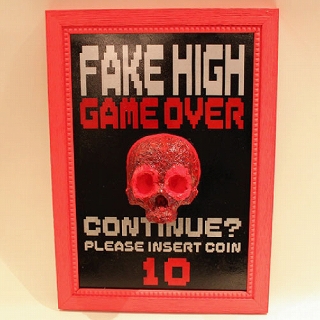 FAKE HIGH
GAME OVER
CONTINUE?
PLEASE INSERT COIN
10